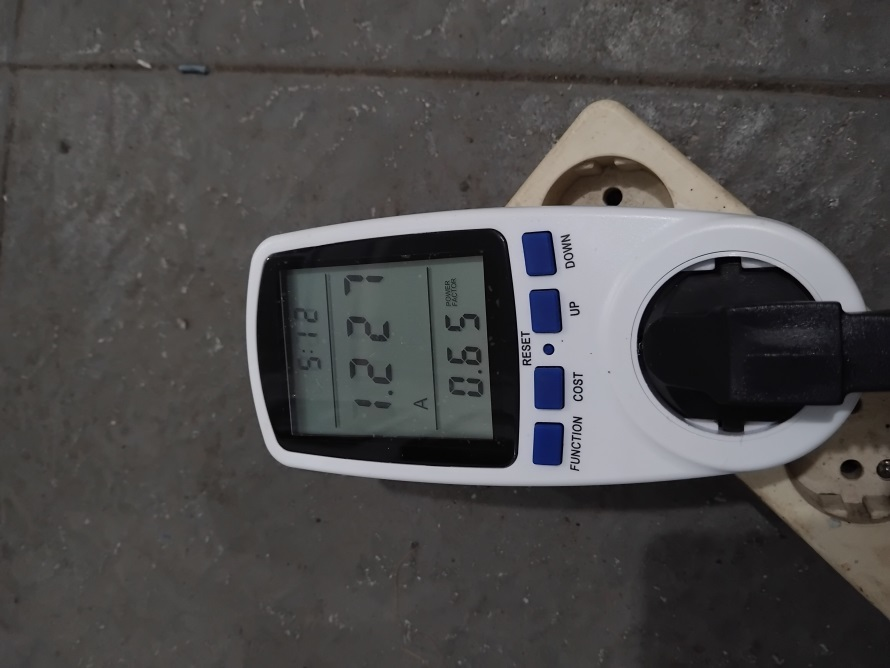 5:12
1.227
A
0.65 POWER FACTOR
RESET
FUNCTION COST UP DOWN